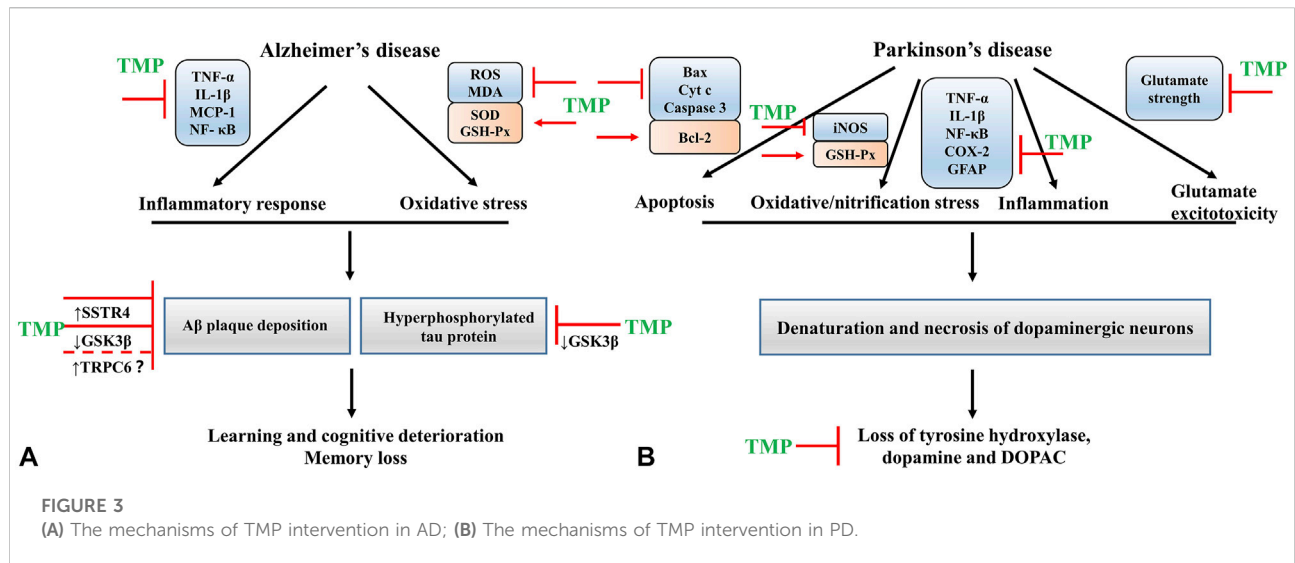 Alzheimer's disease
TMP
TNF-α
IL-1β
MCP-1
NF- κB
ROS
MDA
SOD
GSH-Px
TMP
Inflammatory response
Oxidative stress
TMP
↑SSTR4
↓GSK3β
↑TRPC6 ?
Aβ plaque deposition
Hyperphosphorylated
tau protein
TMP
↓GSK3β
Learning and cognitive deterioration
Memory loss
A
Parkinson's disease
Bax
Cyt c
Caspase 3
Bcl-2
TMP
iNOS
GSH-Px
TNF-α
IL-1β
NF-κB
COX-2
GFAP
TMP
Glutamate
strength
TMP
Apoptosis
Oxidative/nitrification stress
Inflammation
Glutamate
excitotoxicity
Denaturation and necrosis of dopaminergic neurons
TMP
Loss of tyrosine hydroxylase,
dopamine and DOPAC
B
FIGURE 3
(A) The mechanisms of TMP intervention in AD; (B) The mechanisms of TMP intervention in PD.